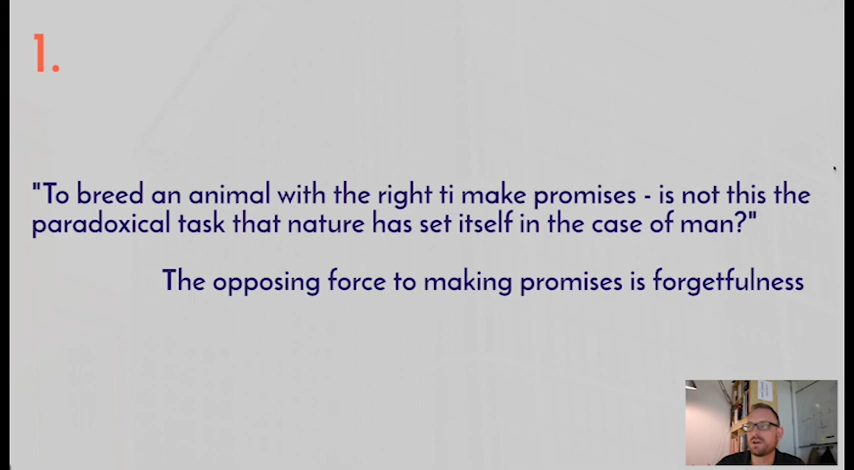 1.
"To breed an animal with the right ti make promises - is not this the
paradoxical task that nature has set itself in the case of man?"
The opposing force to making promises is forgetfulness